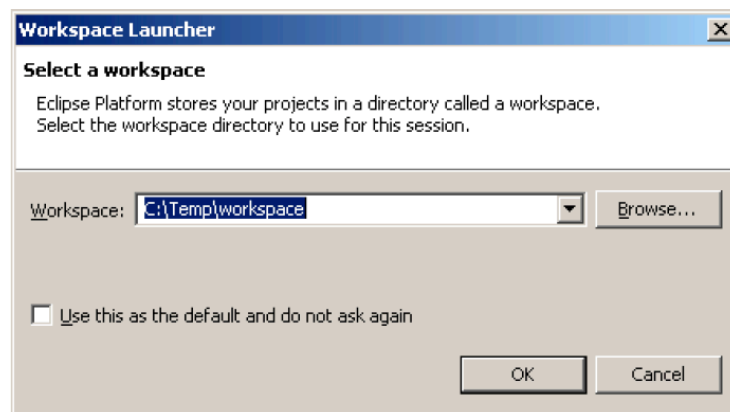 Workspace Launcher
Select a workspace
Eclipse Platform stores your projects in a directory called a workspace.
Select the workspace directory to use for this session.
Workspace: C:\Temp\workspace Browse...
Use this as the default and do not ask again
OK Cancel